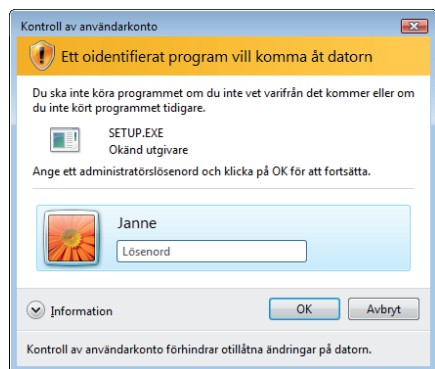 Kontroll av användarkonto
Ett oidentifierat program vill komma åt datorn
Du ska inte köra programmet om du inte vet varifrån det kommer eller om
du inte kört programmet tidigare.
SETUP.EXE
Okänd utgivare
Ange ett administratörslösenord och klicka på OK för att fortsätta.
Janne
Lösenord
Information
OK
Avbryt
Kontroll av användarkonto förhindrar otillåtna ändringar på datorn.